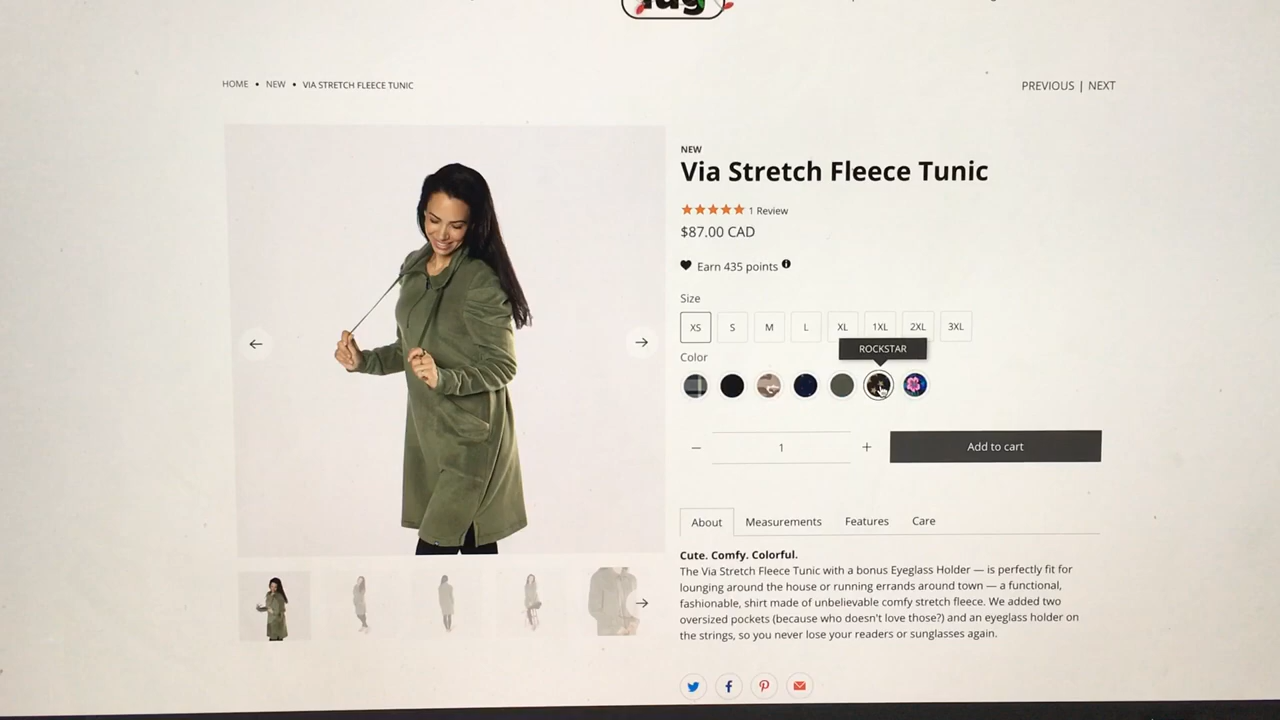 lug
HOME • NEW • VIA STRETCH FLEECE TUNIC
PREVIOUS | NEXT
NEW
Via Stretch Fleece Tunic
1 Review
$87.00 CAD
Earn 435 points
Size
XS S M L XL 1XL 2XL 3XL
ROCKSTAR
Color
1
Add to cart
About Measurements Features Care
Cute. Comfy. Colorful.
The Via Stretch Fleece Tunic with a bonus Eyeglass Holder — is perfectly fit for
lounging around the house or running errands around town — a functional,
fashionable, shirt made of unbelievable comfy stretch fleece. We added two
oversized pockets (because who doesn't love those?) and an eyeglass holder on
the strings, so you never lose your readers or sunglasses again.